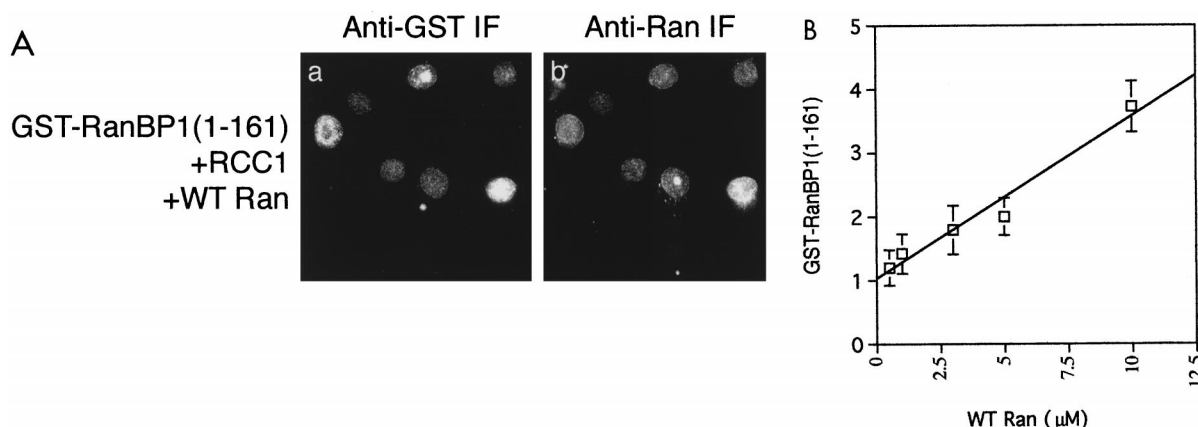 A
Anti-GST IF
Anti-Ran IF
a
b
GST-RanBP1(1-161)
+RCC1
+WT Ran
B
GST-RanBP1(1-161)
5
4
3
2
1
0
0
2.5
5
7.5
10
12.5
WT Ran (µM)